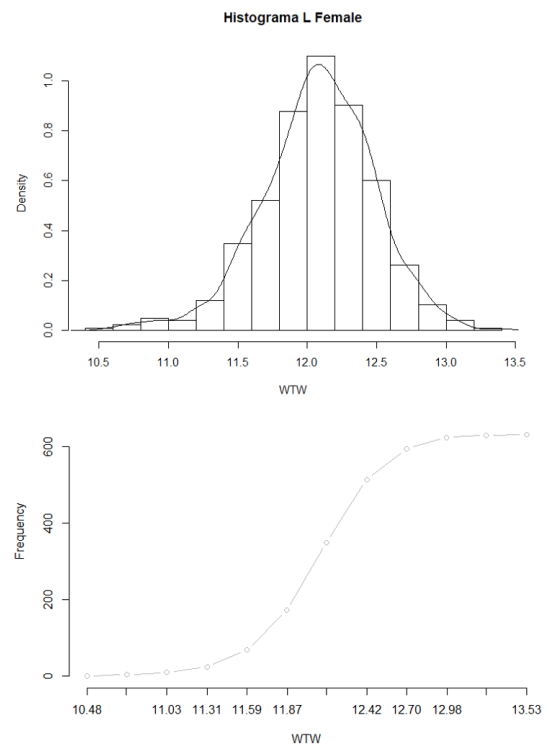 Histograma L Female
Density
0.0 0.2 0.4 0.6 0.8 1.0
10.5 11.0 11.5 12.0 12.5 13.0 13.5
WTW
Frequency
0 200 400 600
10.48 11.03 11.31 11.59 11.87 12.42 12.70 12.98 13.53
WTW